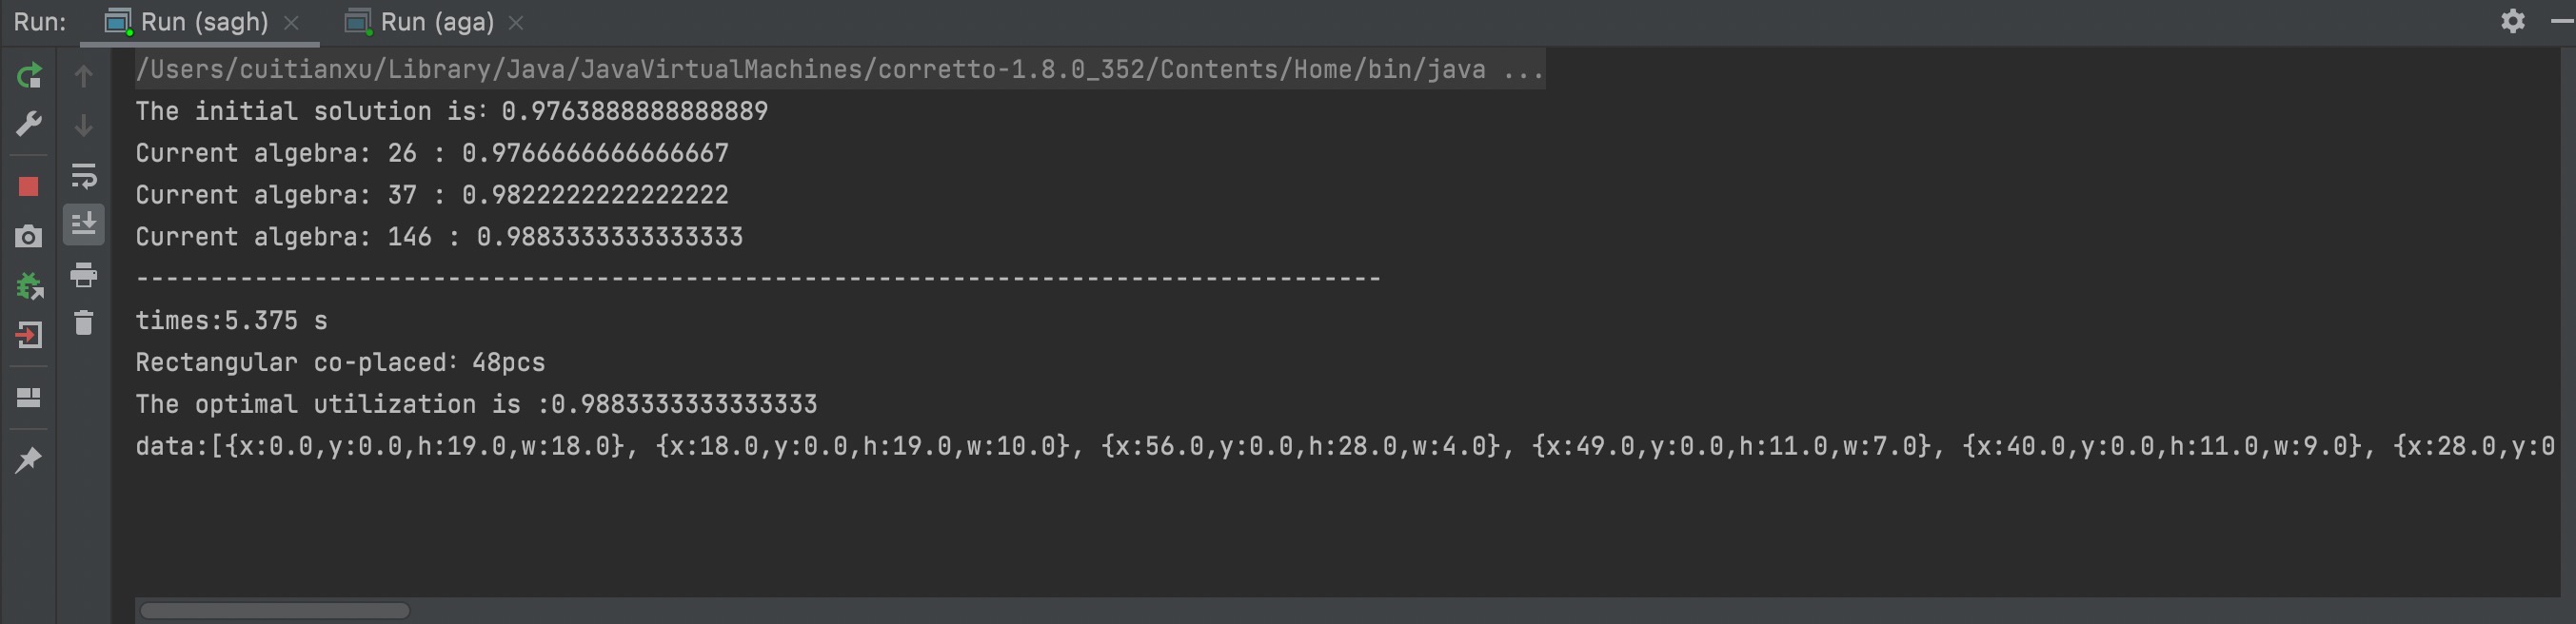 Run: Run (sagh) Run (aga)
/Users/cuitianxu/Library/Java/JavaVirtualMachines/corretto-1.8.0_352/Contents/Home/bin/java ...
The initial solution is: 0.9763888888888889
Current algebra: 26 : 0.9766666666666667
Current algebra: 37 : 0.9822222222222222
Current algebra: 146 : 0.9883333333333333
------------------------------------------------------------------------------------
times:5.375 s
Rectangular co-placed: 48pcs
The optimal utilization is :0.9883333333333333
data:[{x:0.0,y:0.0,h:19.0,w:18.0}, {x:18.0,y:0.0,h:19.0,w:10.0}, {x:56.0,y:0.0,h:28.0,w:4.0}, {x:49.0,y:0.0,h:11.0,w:7.0}, {x:40.0,y:0.0,h:11.0,w:9.0}, {x:28.0,y:0